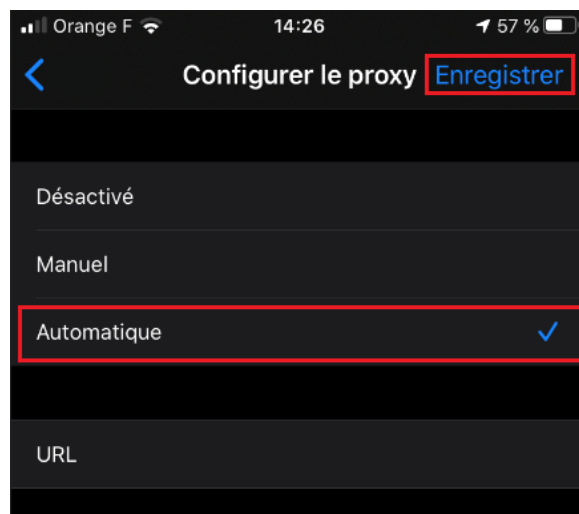 Orange F 14:26 57 %
Configurer le proxy Enregistrer
Désactivé
Manuel
Automatique
URL